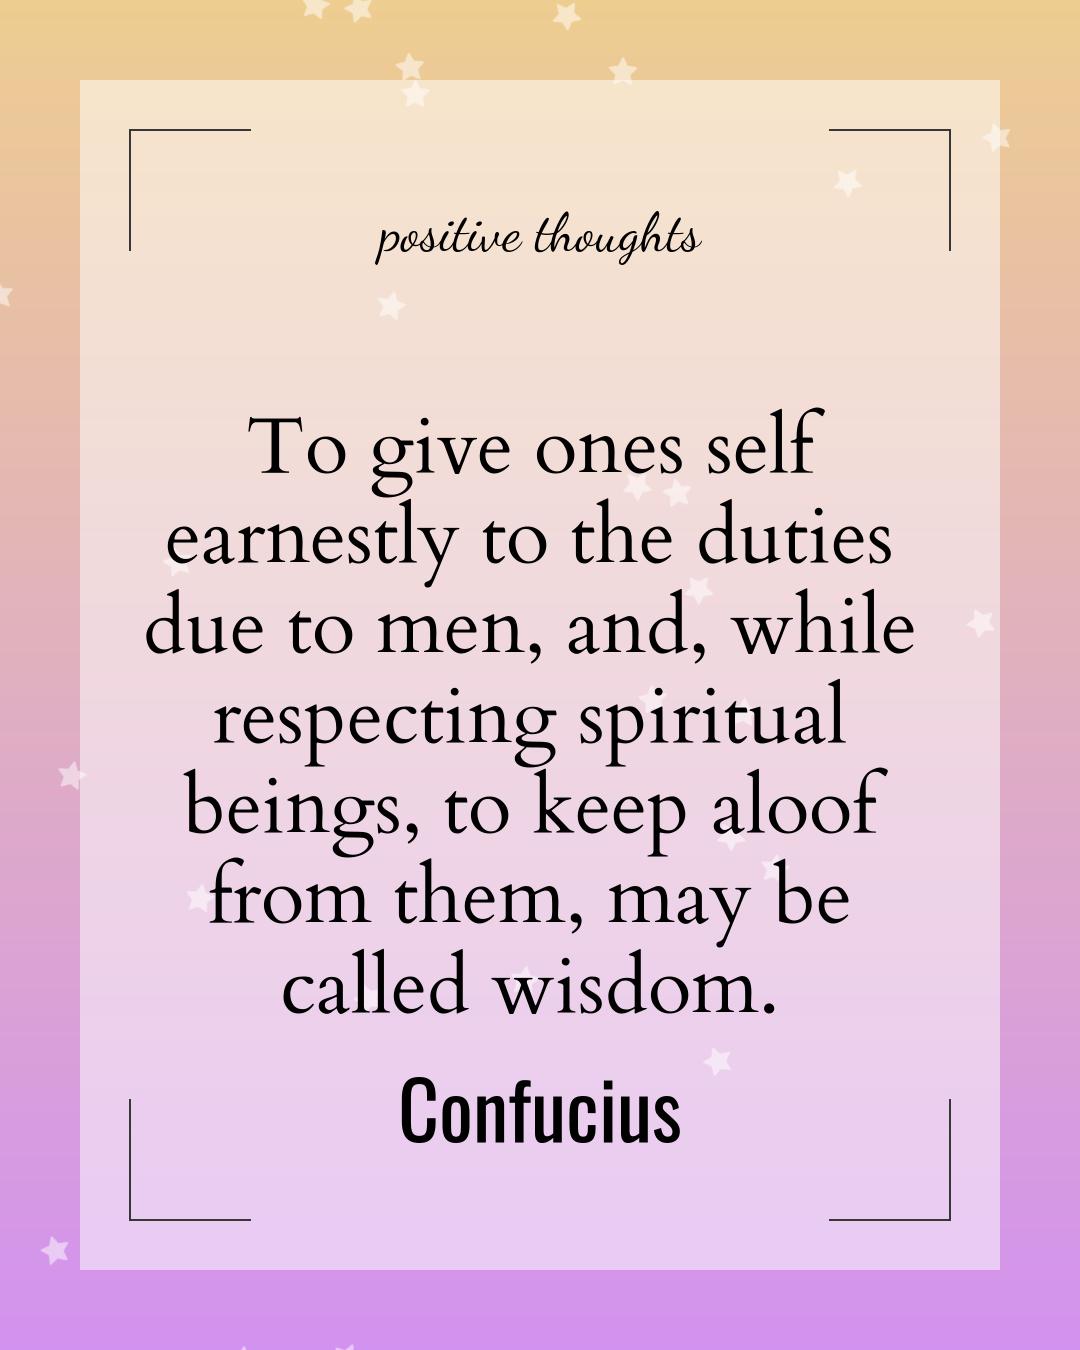 positive thoughts
To give ones self
earnestly to the duties
due to men, and, while
respecting spiritual
beings, to keep aloof
from them, may be
called wisdom.
Confucius